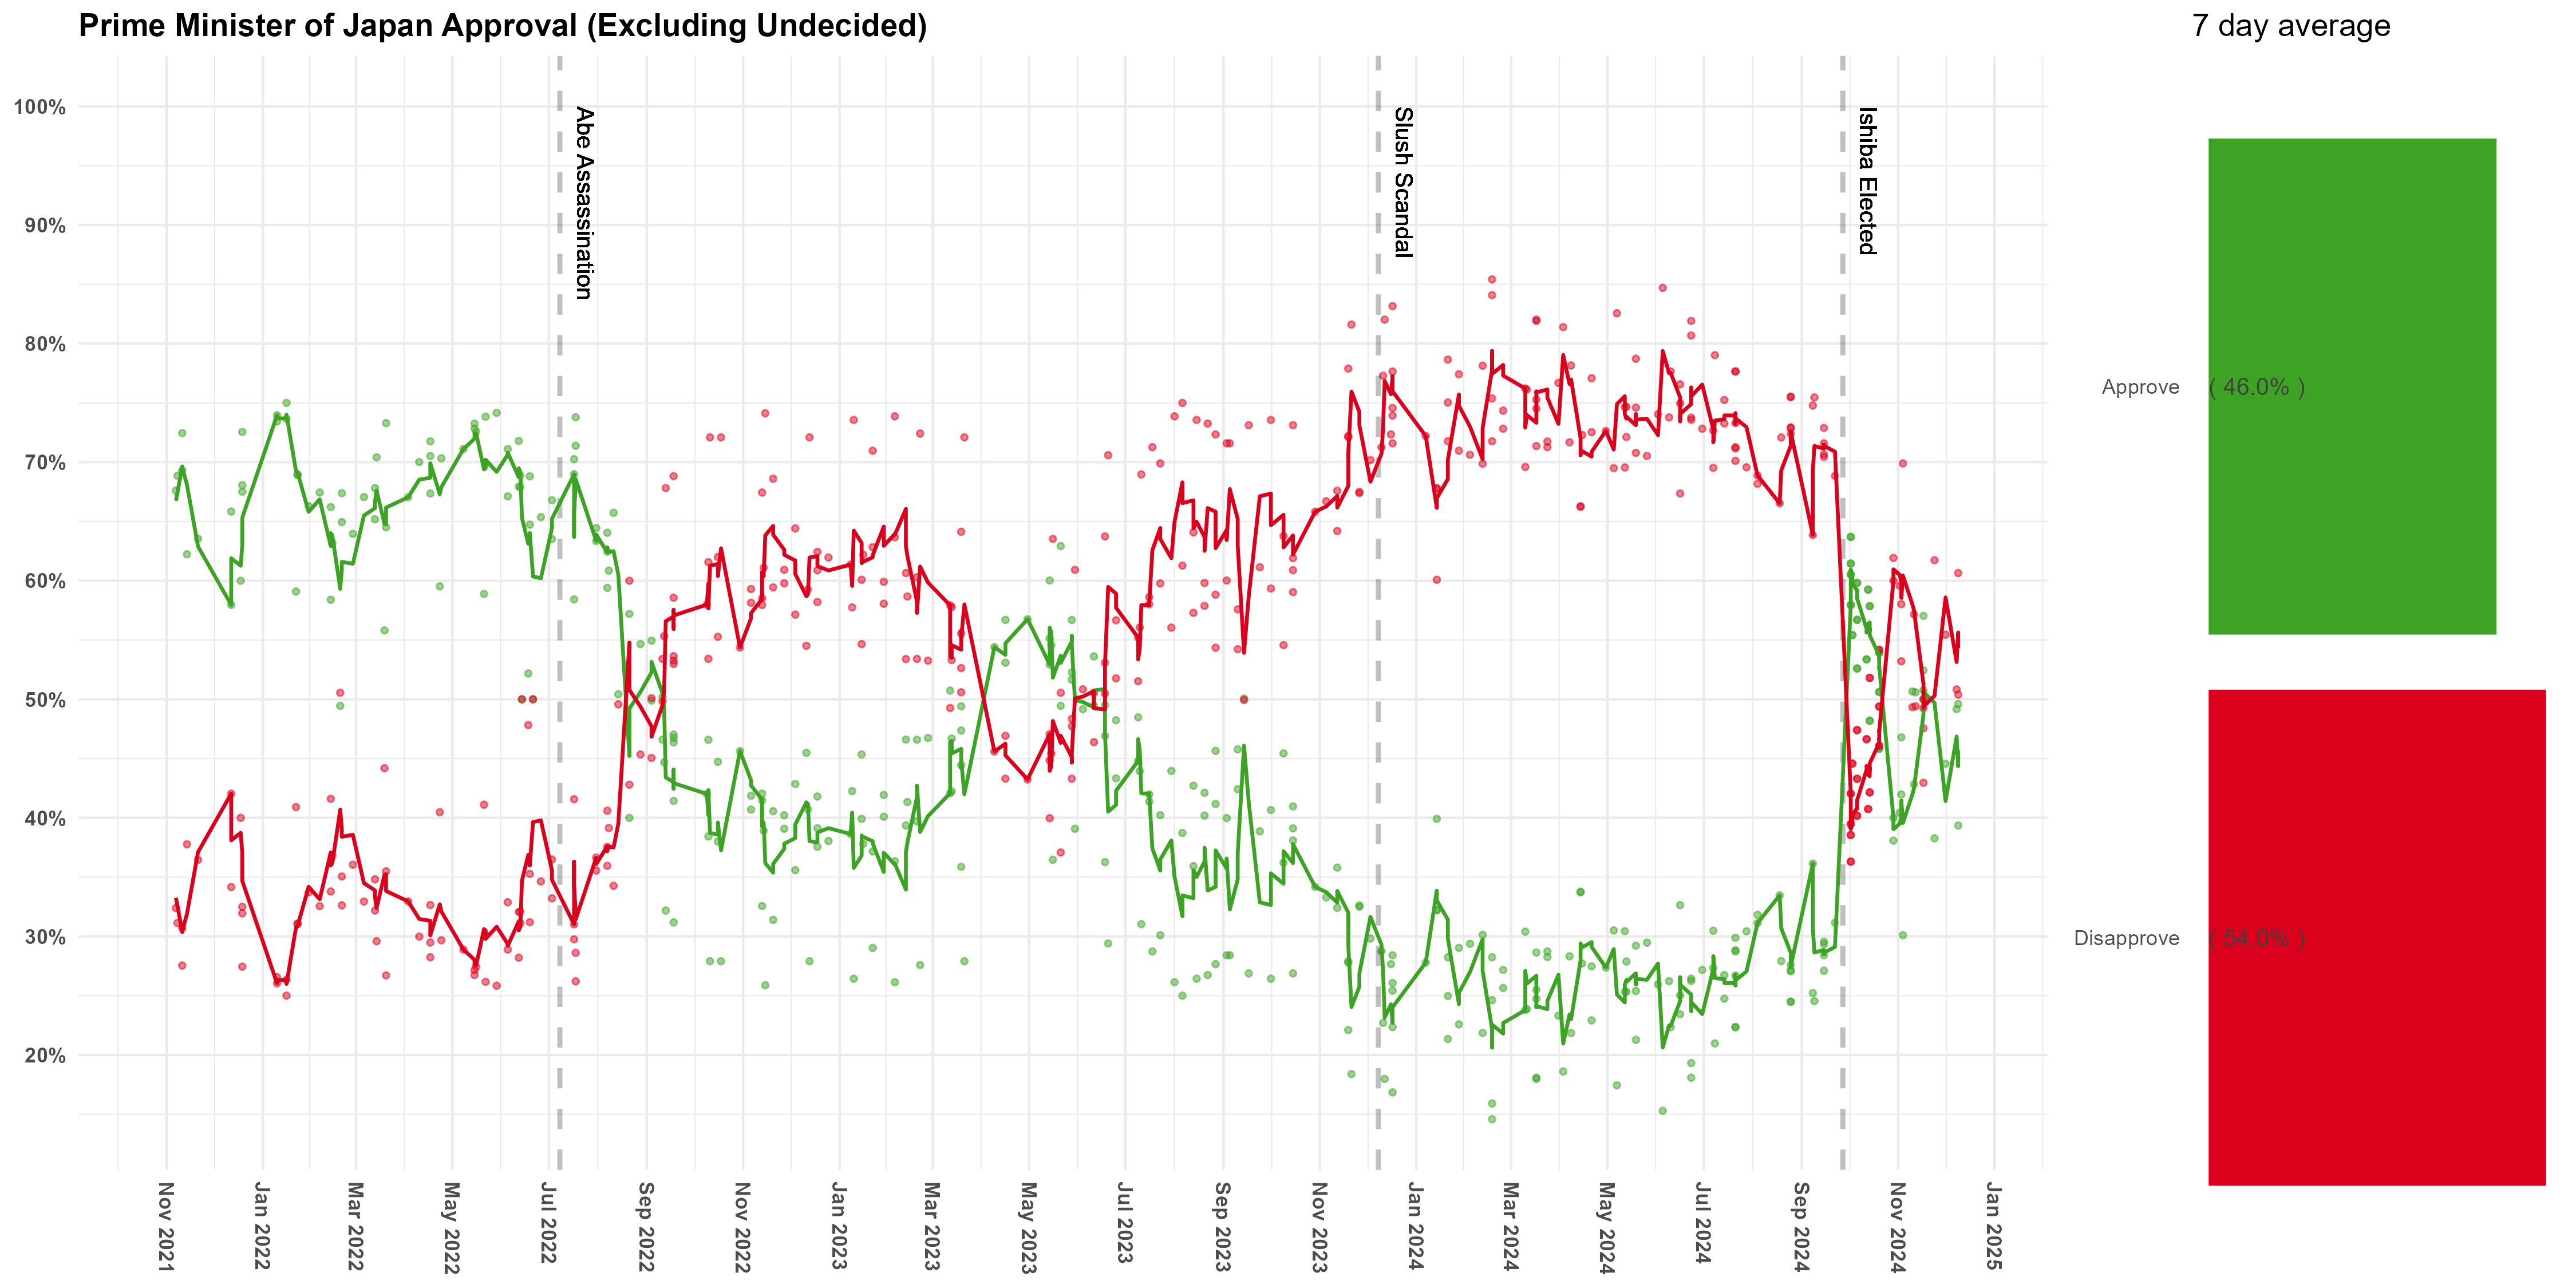 Prime Minister of Japan Approval (Excluding Undecided)
7 day average
100%
90%
80%
70%
60%
50%
40%
30%
20%
Abe Assassination
Slush Scandal
Ishiba Elected
Nov 2021
Jan 2022
Mar 2022
May 2022
Jul 2022
Sep 2022
Nov 2022
Jan 2023
Mar 2023
May 2023
Jul 2023
Sep 2023
Nov 2023
Jan 2024
Mar 2024
May 2024
Jul 2024
Sep 2024
Nov 2024
Jan 2025
Approve ( 46.0% )
Disapprove ( 54.0% )